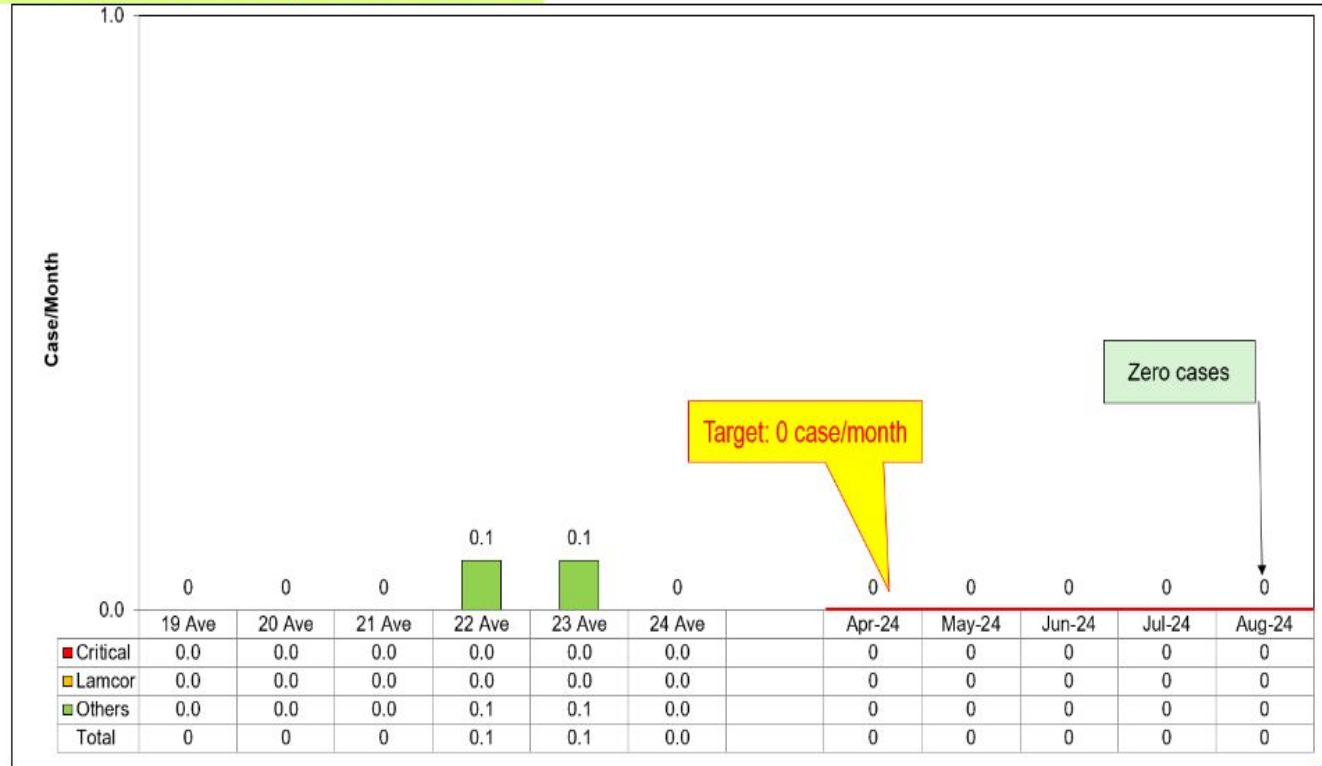 1.0
Case/Month
Zero cases
Target: 0 case/month
0.1 0.1
0 0 0 0 0 0 0 0 0
0.0
19 Ave 20 Ave 21 Ave 22 Ave 23 Ave 24 Ave Apr-24 May-24 Jun-24 Jul-24 Aug-24
Critical 0.0 0.0 0.0 0.0 0.0 0.0 0 0 0 0 0
Lamcor 0.0 0.0 0.0 0.0 0.0 0.0 0 0 0 0 0
Others 0.0 0.0 0.0 0.1 0.1 0.0 0 0 0 0 0
Total 0 0 0 0.1 0.1 0.0 0 0 0 0 0